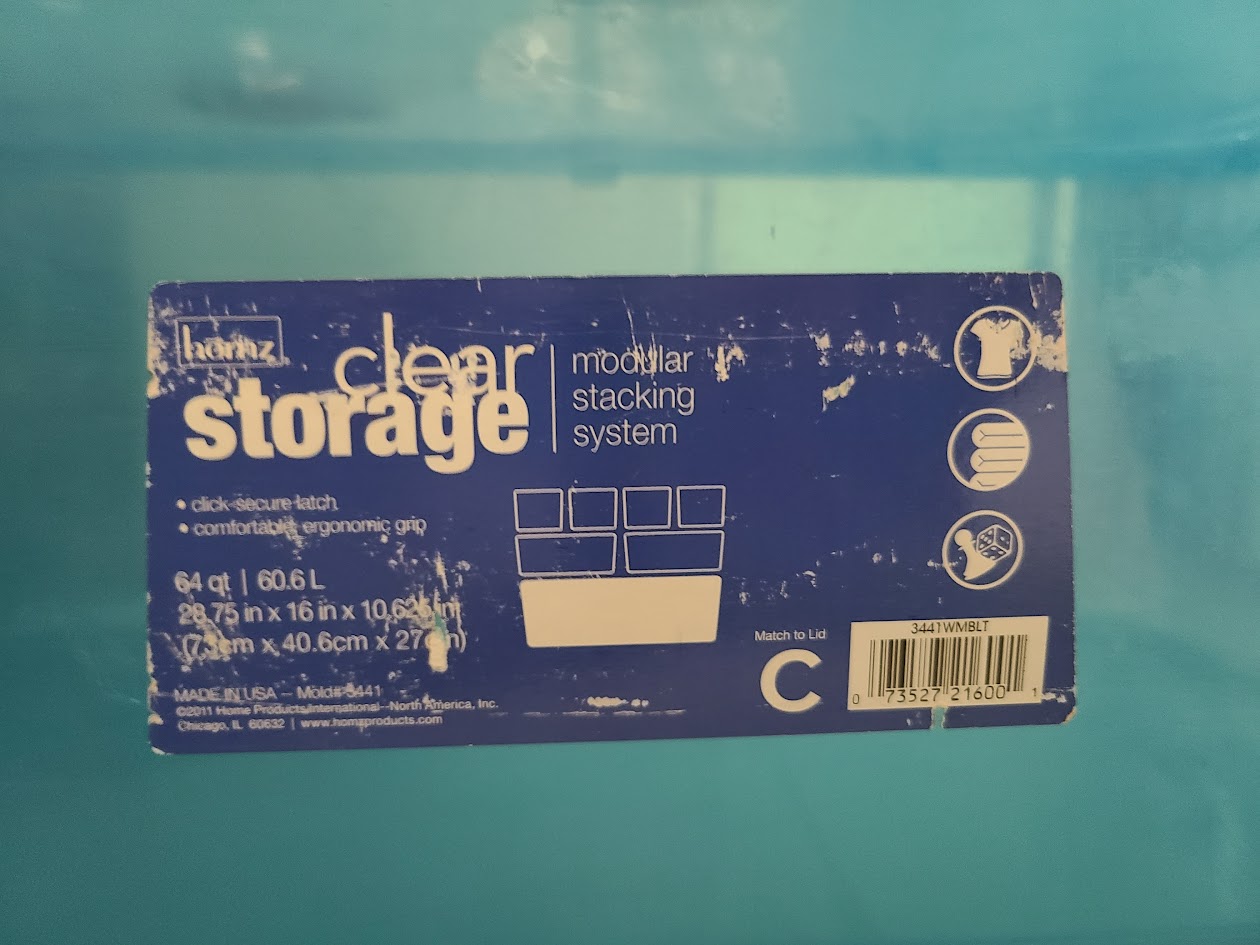 homz
clear
storage
modular
stacking
system
• click-secure latch
• comfortable, ergonomic grip
64 qt | 60.6 L
28.75 in x 16 in x 10.625 in
(73cm x 40.6cm x 27cm)
Match to Lid
C
3441WMBLT
0 73527 21600 1
MADE IN USA – Mold# 3441
©2011 Home Products International - North America, Inc.
Chicago, IL 60632 | www.homzproducts.com